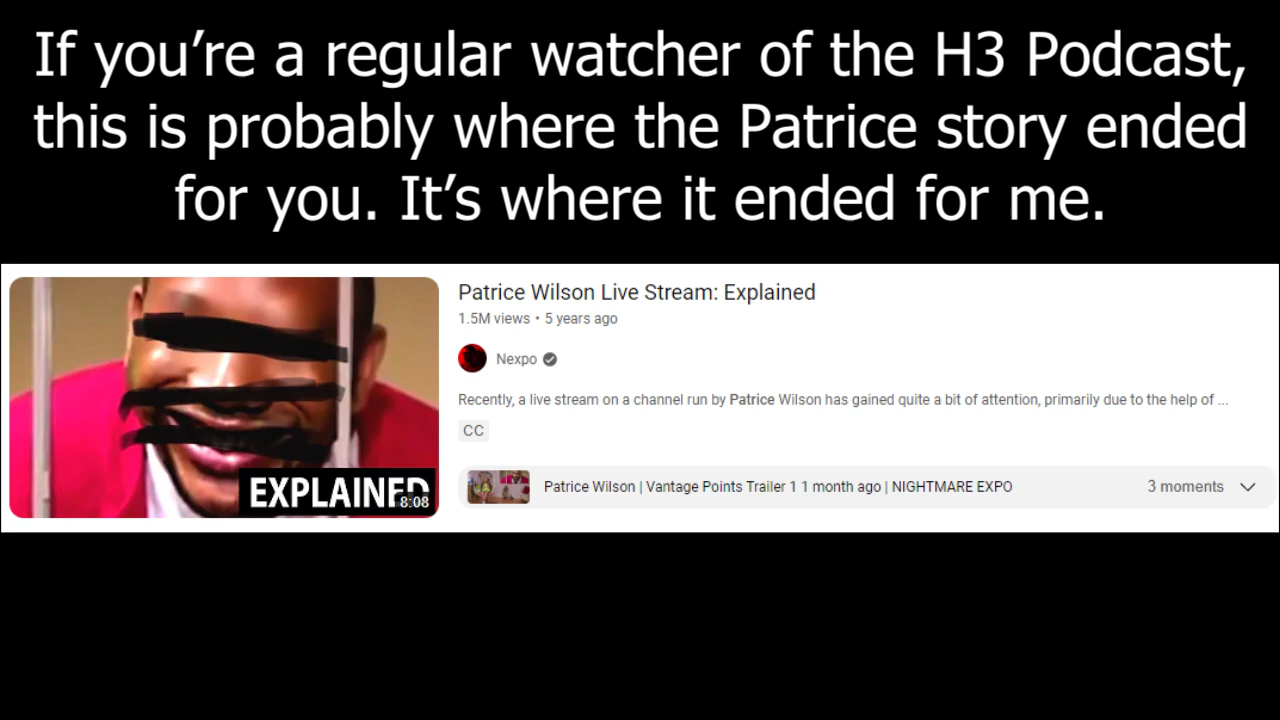 If you’re a regular watcher of the H3 Podcast,
this is probably where the Patrice story ended
for you. It’s where it ended for me.
Patrice Wilson Live Stream: Explained
1.5M views • 5 years ago
Nexpo
Recently, a live stream on a channel run by Patrice Wilson has gained quite a bit of attention, primarily due to the help of ...
CC
EXPLAINED
8:08
Patrice Wilson | Vantage Points Trailer 1 1 month ago | NIGHTMARE EXPO
3 moments